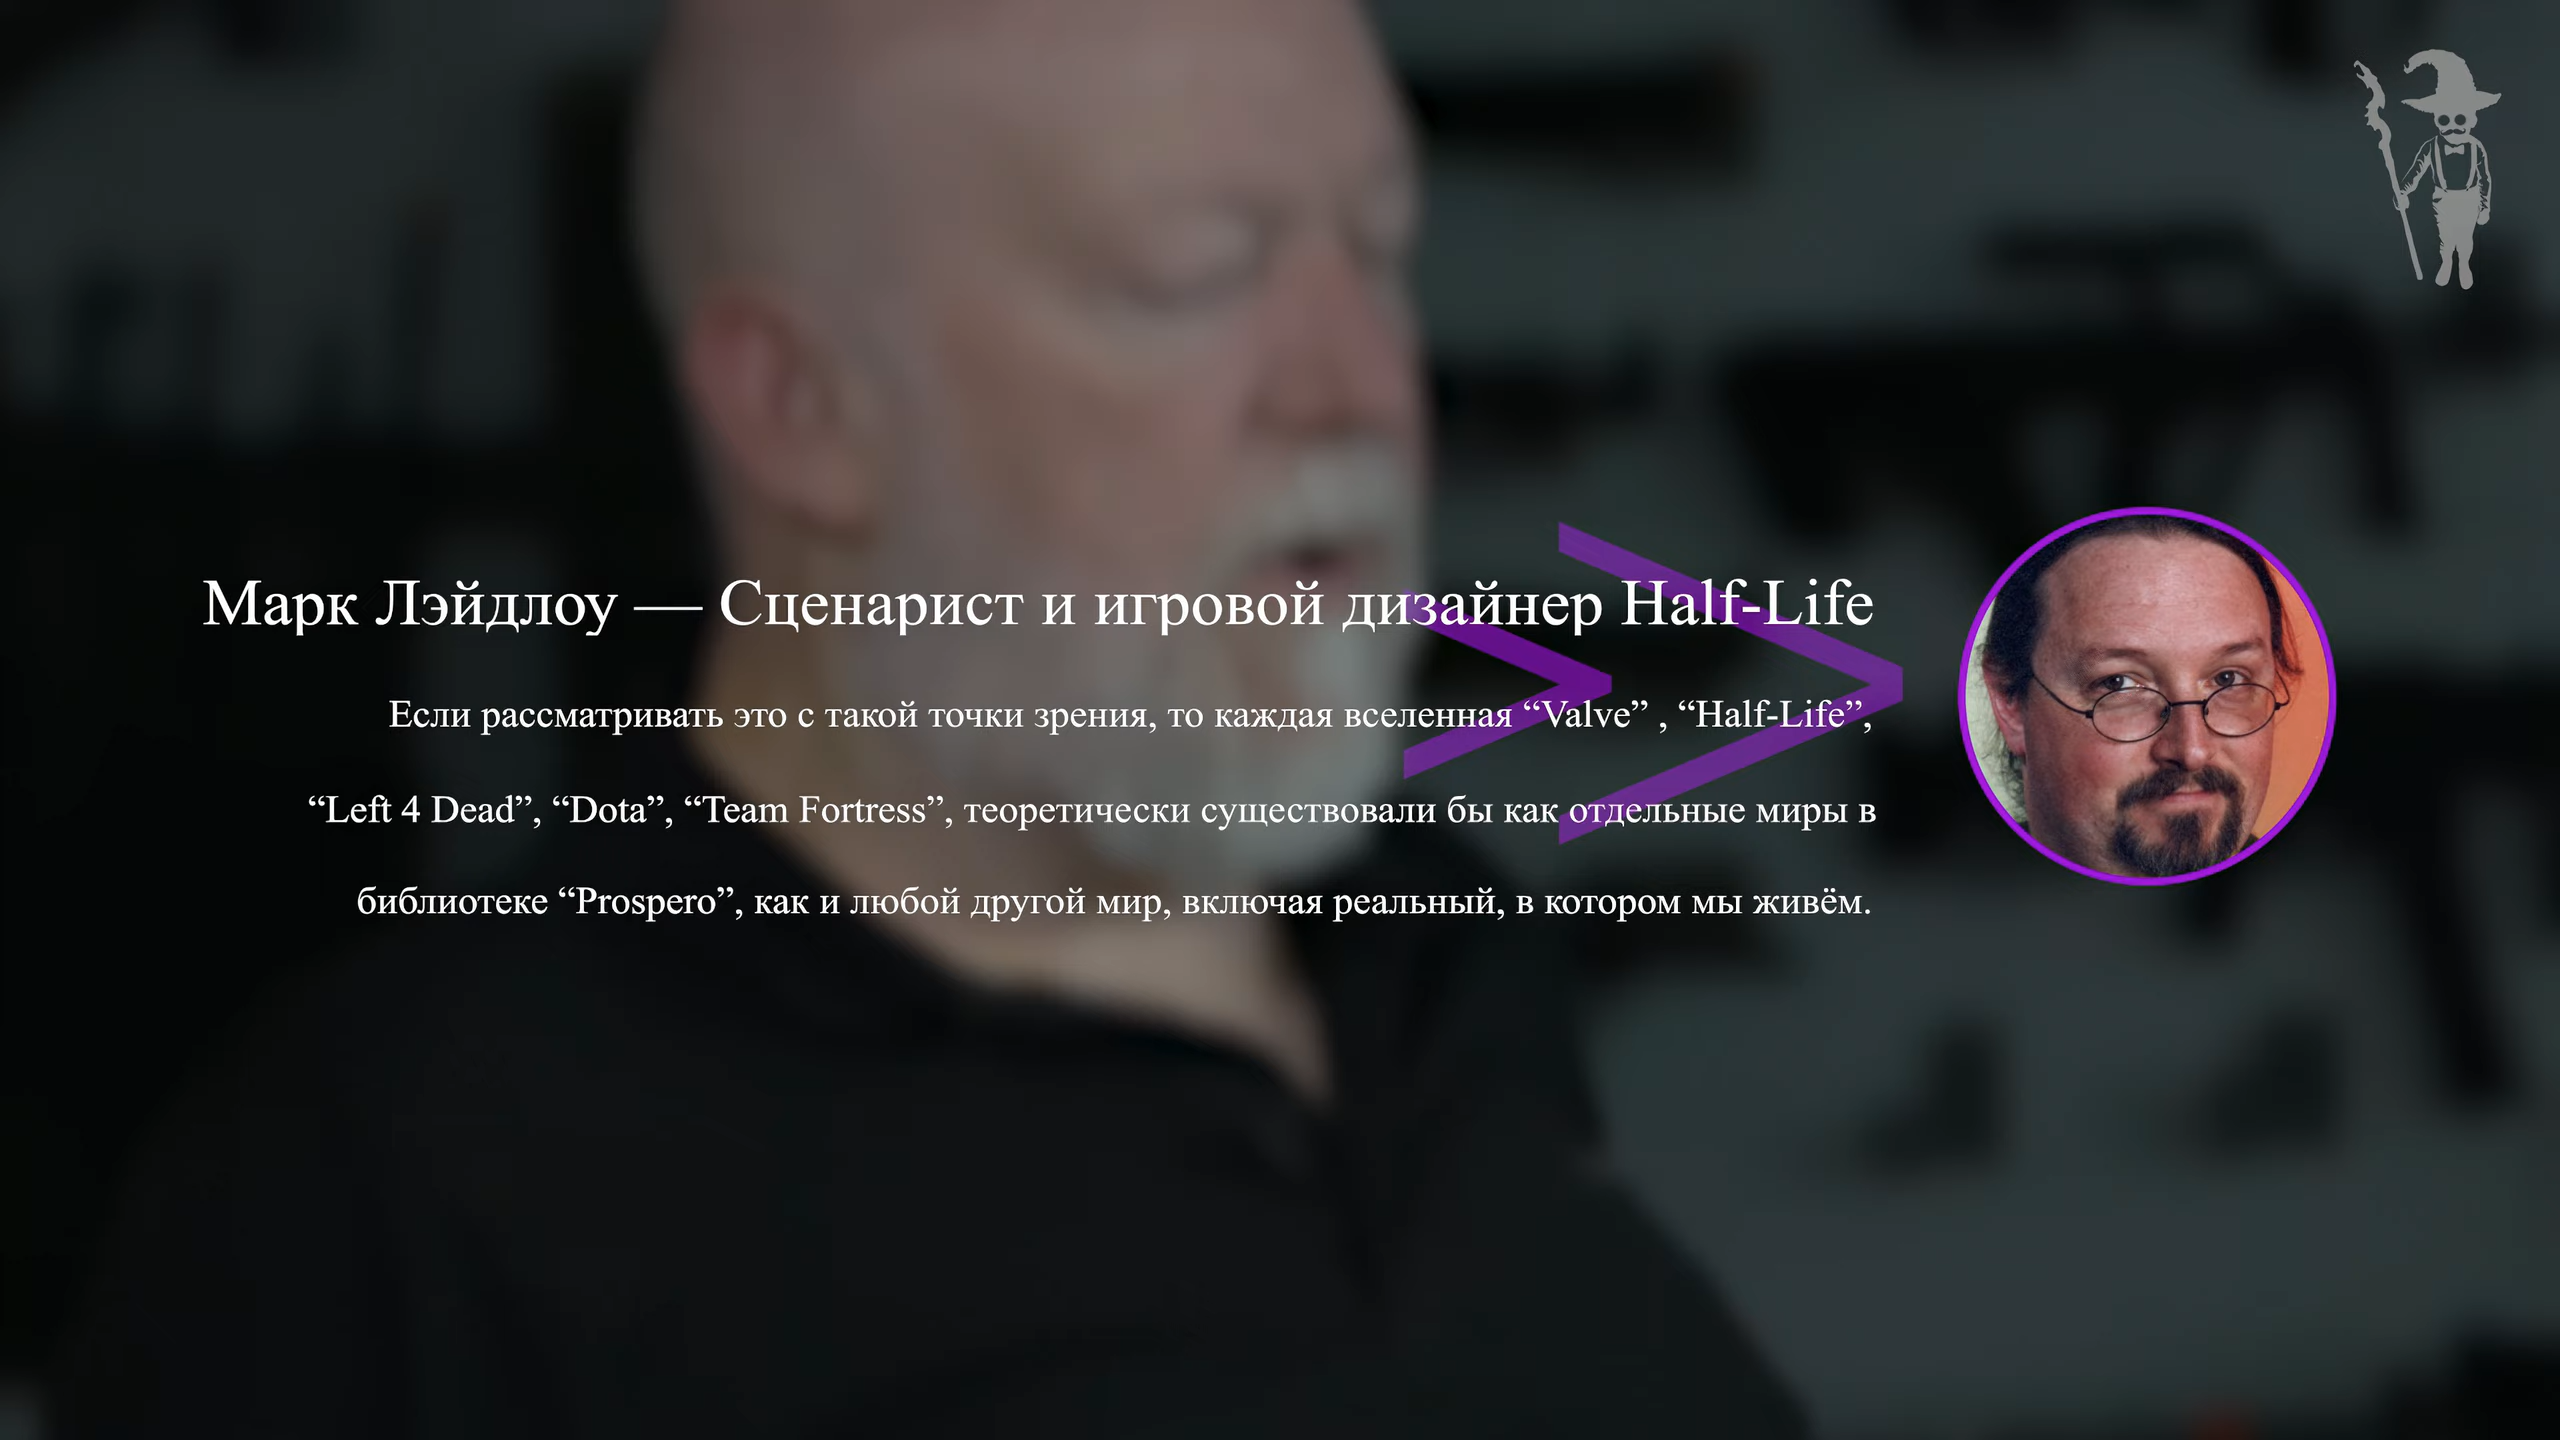 Марк Лэйдлоу — Сценарист и игровой дизайнер Half-Life
Если рассматривать это с такой точки зрения, то каждая вселенная “Valve” , “Half-Life”,
“Left 4 Dead”, “Dota”, “Team Fortress”, теоретически существовали бы как отдельные миры в
библиотеке “Prospero”, как и любой другой мир, включая реальный, в котором мы живём.